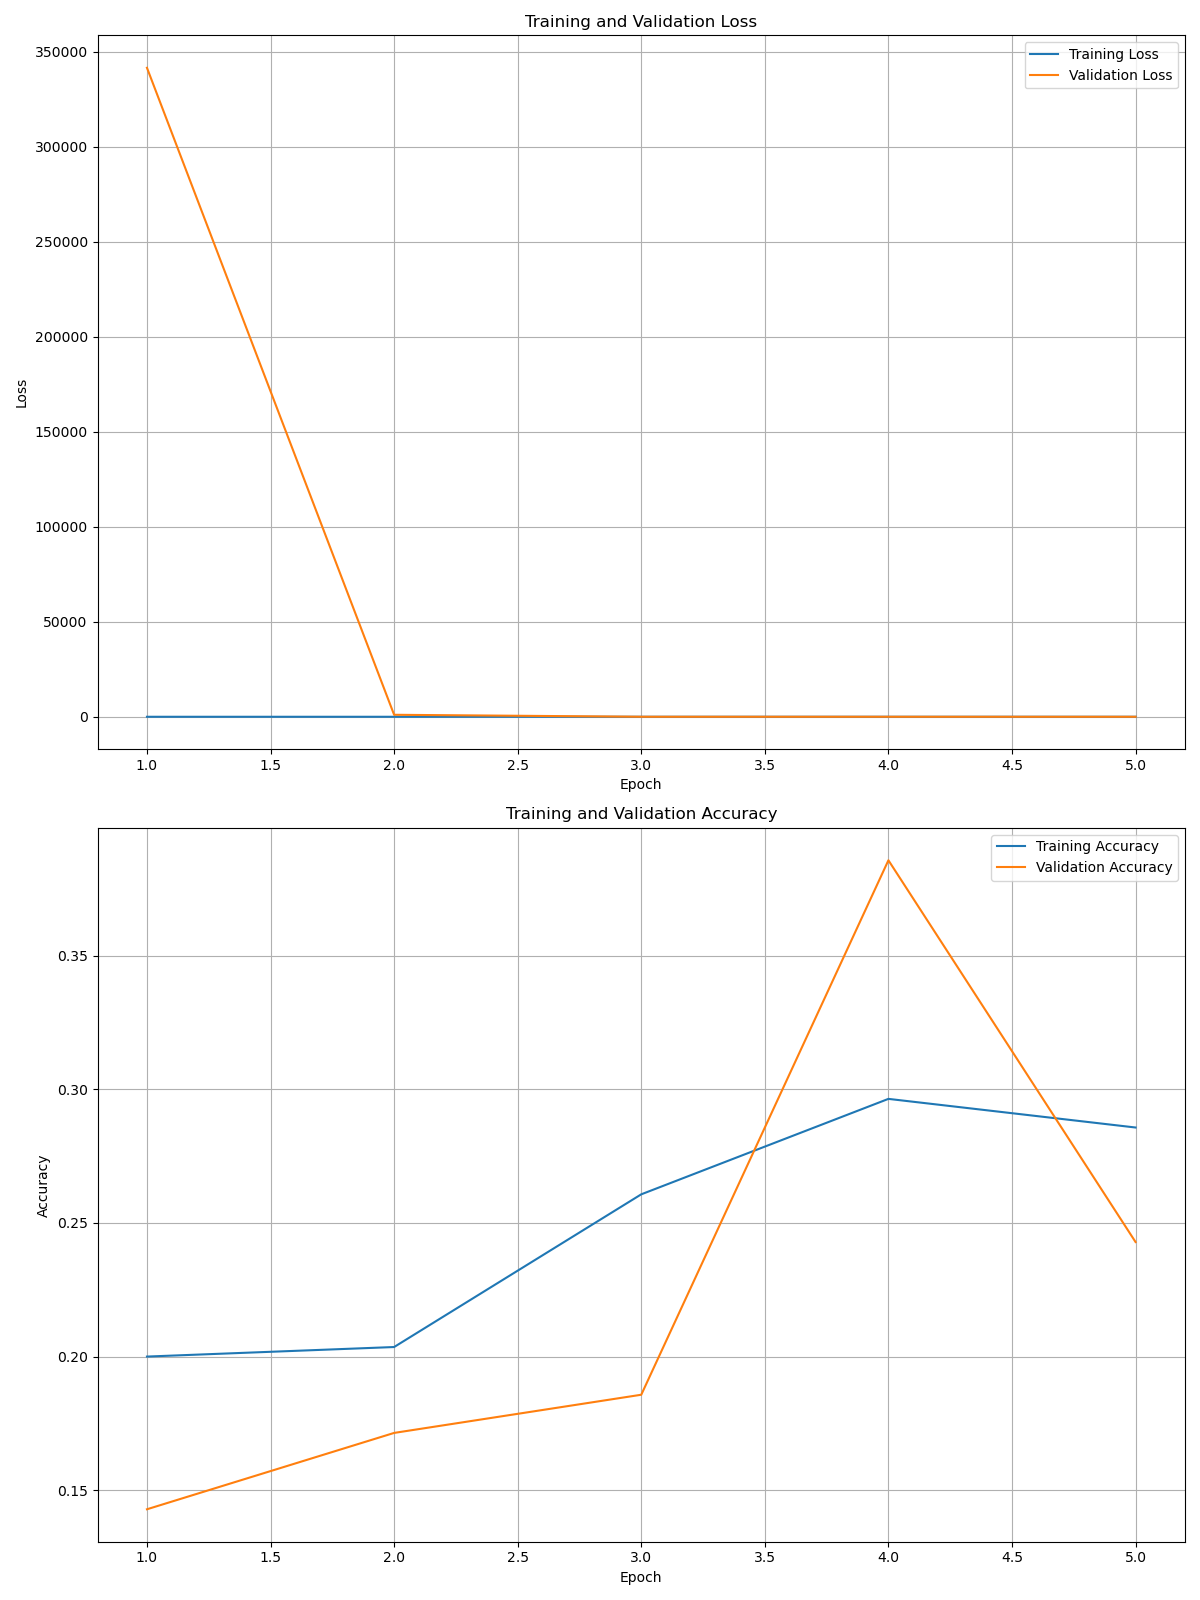 Training and Validation Loss
350000
300000
250000
200000
150000
100000
50000
0
Loss
Training Loss
Validation Loss
1.0 1.5 2.0 2.5 3.0 3.5 4.0 4.5 5.0
Epoch
Training and Validation Accuracy
0.35
0.30
0.25
0.20
0.15
Accuracy
Training Accuracy
Validation Accuracy
1.0 1.5 2.0 2.5 3.0 3.5 4.0 4.5 5.0
Epoch